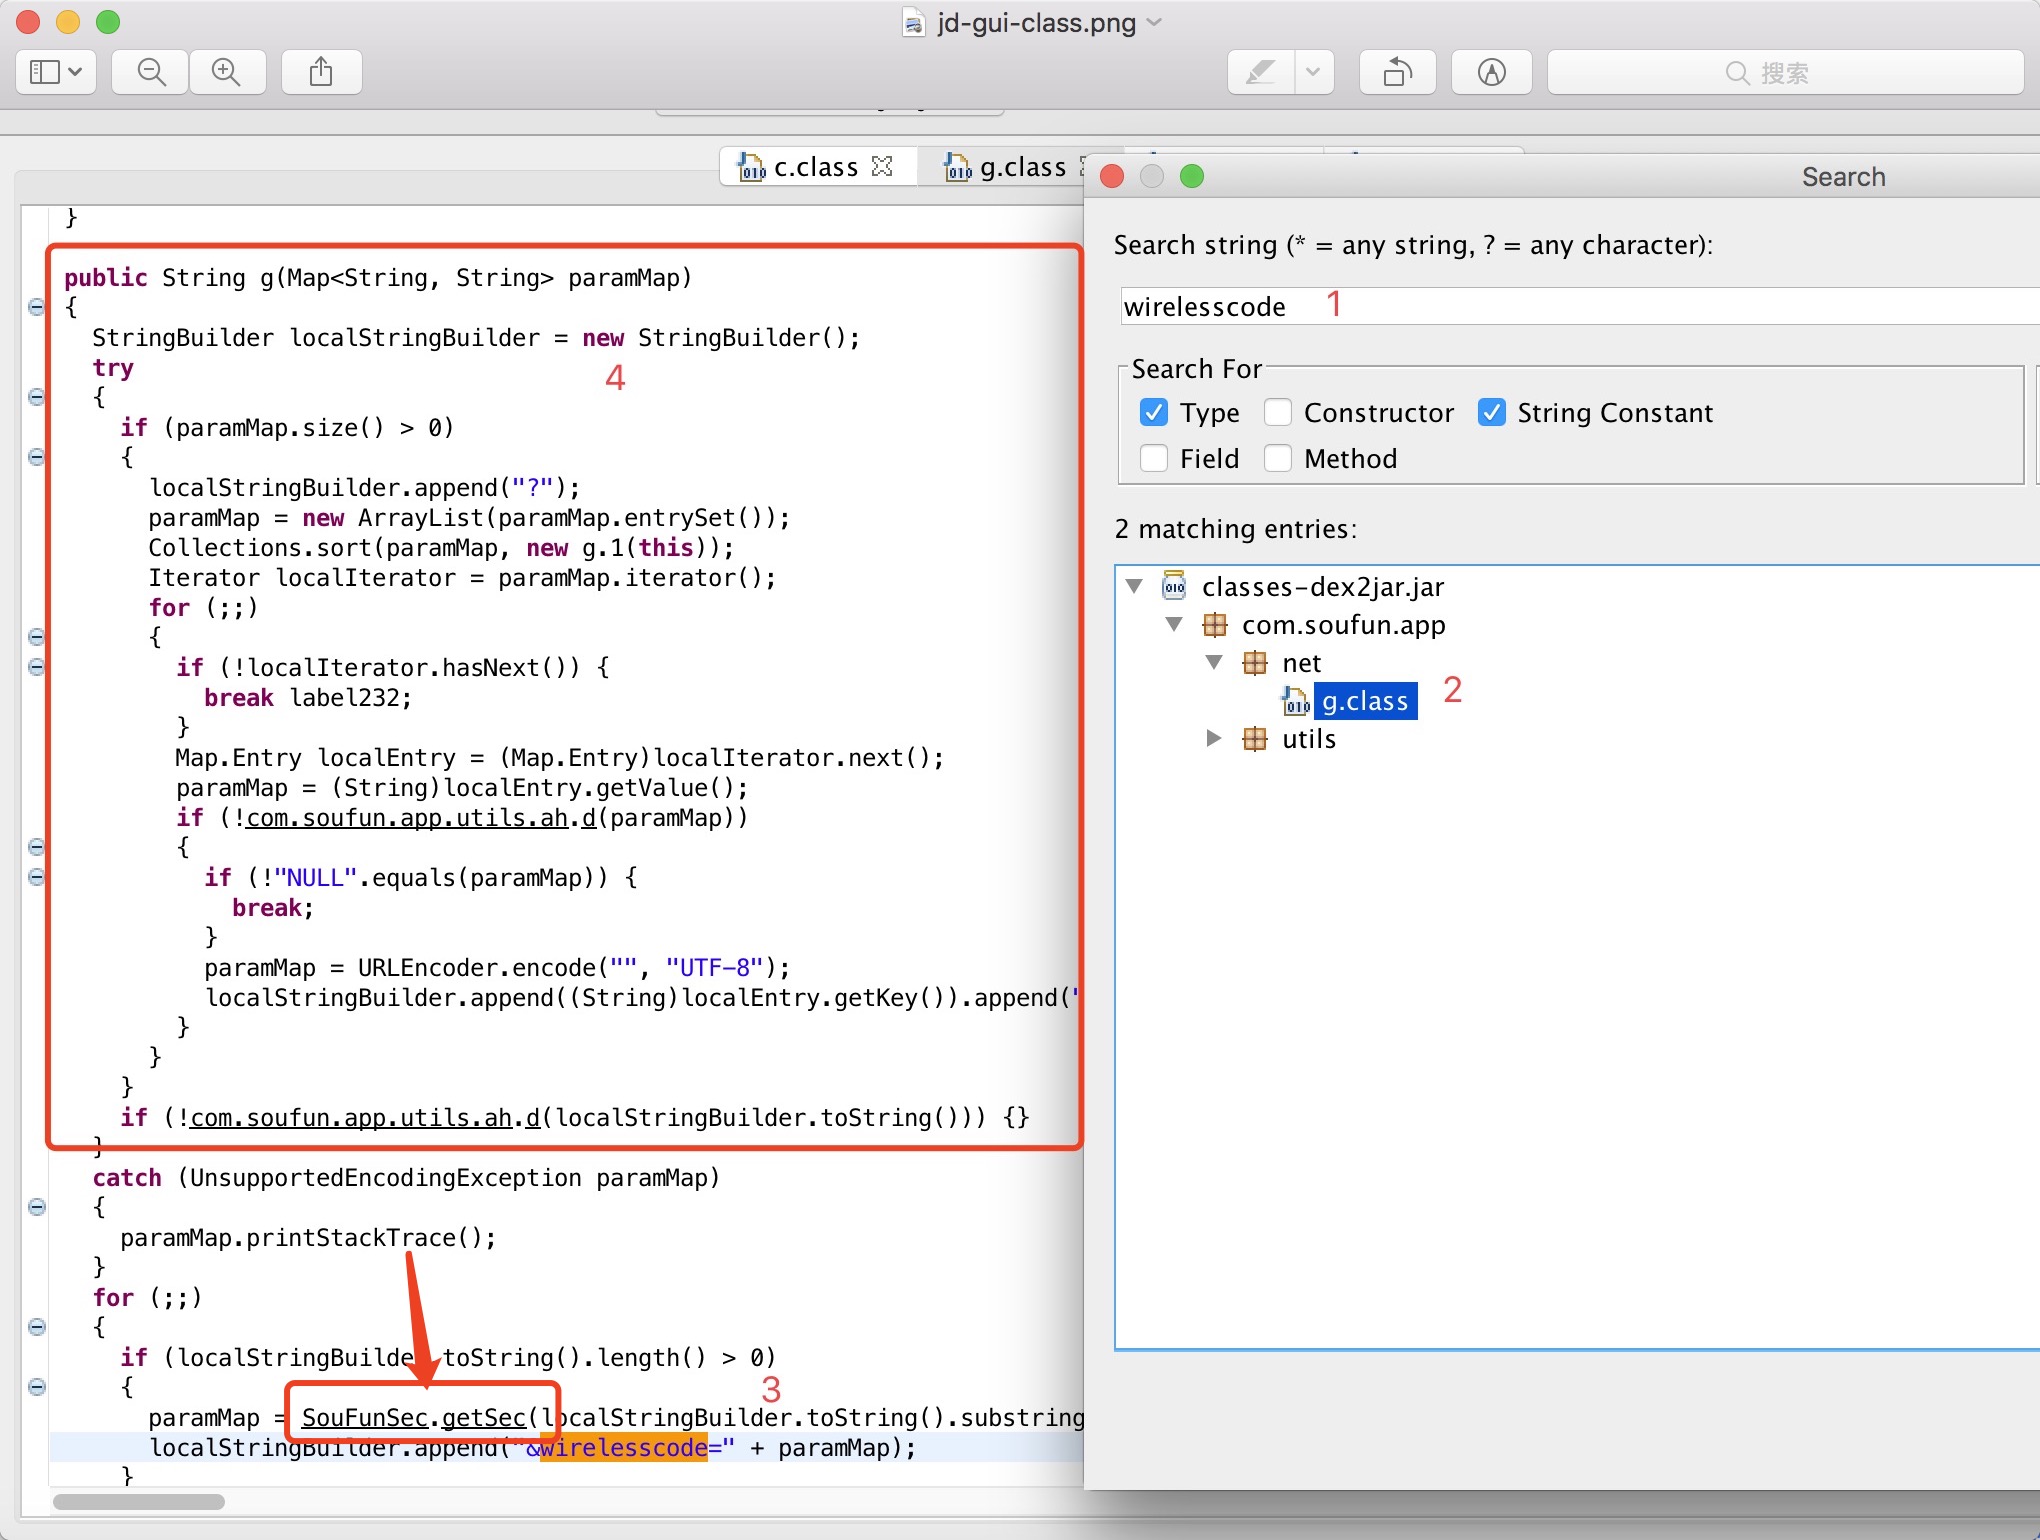 jd-gui-class.png
搜索
c.class
g.class
}
public String g(Map<String, String> paramMap)
{
StringBuilder localStringBuilder = new StringBuilder();
try
4
{
if (paramMap.size() > 0)
{
localStringBuilder.append("?");
paramMap = new ArrayList(paramMap.entrySet());
Collections.sort(paramMap, new g.1(this));
Iterator localIterator = paramMap.iterator();
for (;;)
{
if (!localIterator.hasNext()) {
break label232;
}
Map.Entry localEntry = (Map.Entry)localIterator.next();
paramMap = (String)localEntry.getValue();
if (!com.soufun.app.utils.ah.d(paramMap))
{
if (!"NULL".equals(paramMap)) {
break;
}
paramMap = URLEncoder.encode("", "UTF-8");
localStringBuilder.append((String)localEntry.getKey()).append("
}
}
}
if (!com.soufun.app.utils.ah.d(localStringBuilder.toString())) {}
}
catch (UnsupportedEncodingException paramMap)
{
paramMap.printStackTrace();
}
for (;;)
{
if (localStringBuilder.toString().length() > 0)
{
3
paramMap = SouFunSec.getSec(localStringBuilder.toString().substring
localStringBuilder.append("&wirelesscode=" + paramMap);
}
Search
Search string (* = any string, ? = any character):
wirelesscode 1
Search For
Type Constructor String Constant
Field Method
2 matching entries:
classes-dex2jar.jar
com.soufun.app
net
g.class 2
utils